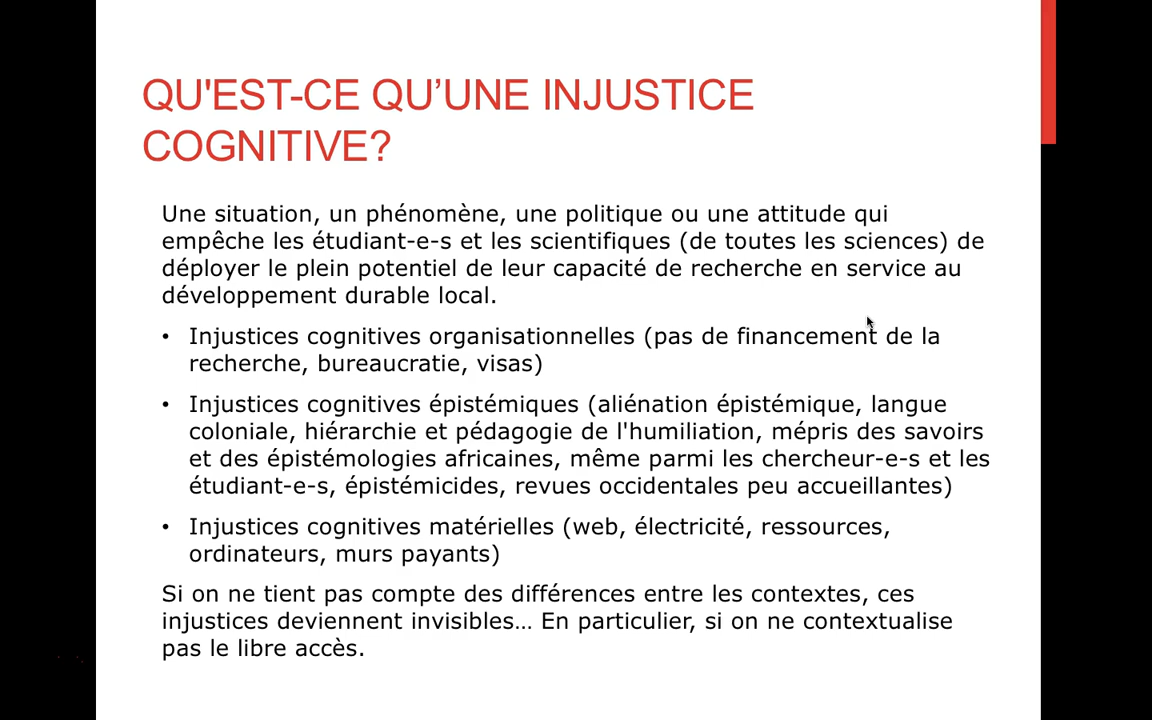 QU'EST-CE QU’UNE INJUSTICE
COGNITIVE?
Une situation, un phénomène, une politique ou une attitude qui
empêche les étudiant-e-s et les scientifiques (de toutes les sciences) de
déployer le plein potentiel de leur capacité de recherche en service au
développement durable local.
• Injustices cognitives organisationnelles (pas de financement de la
recherche, bureaucratie, visas)
• Injustices cognitives épistémiques (aliénation épistémique, langue
coloniale, hiérarchie et pédagogie de l'humiliation, mépris des savoirs
et des épistémologies africaines, même parmi les chercheur-e-s et les
étudiant-e-s, épistémicides, revues occidentales peu accueillantes)
• Injustices cognitives matérielles (web, électricité, ressources,
ordinateurs, murs payants)
Si on ne tient pas compte des différences entre les contextes, ces
injustices deviennent invisibles… En particulier, si on ne contextualise
pas le libre accès.